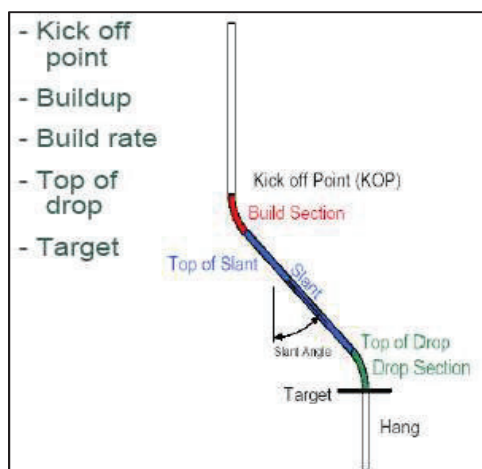 - Kick off
point
- Buildup
- Build rate
- Top of
drop
- Target
Kick off Point (KOP)
Build Section
Top of Slant
Slant
Slant Angle
Top of Drop
Drop Section
Target
Hang